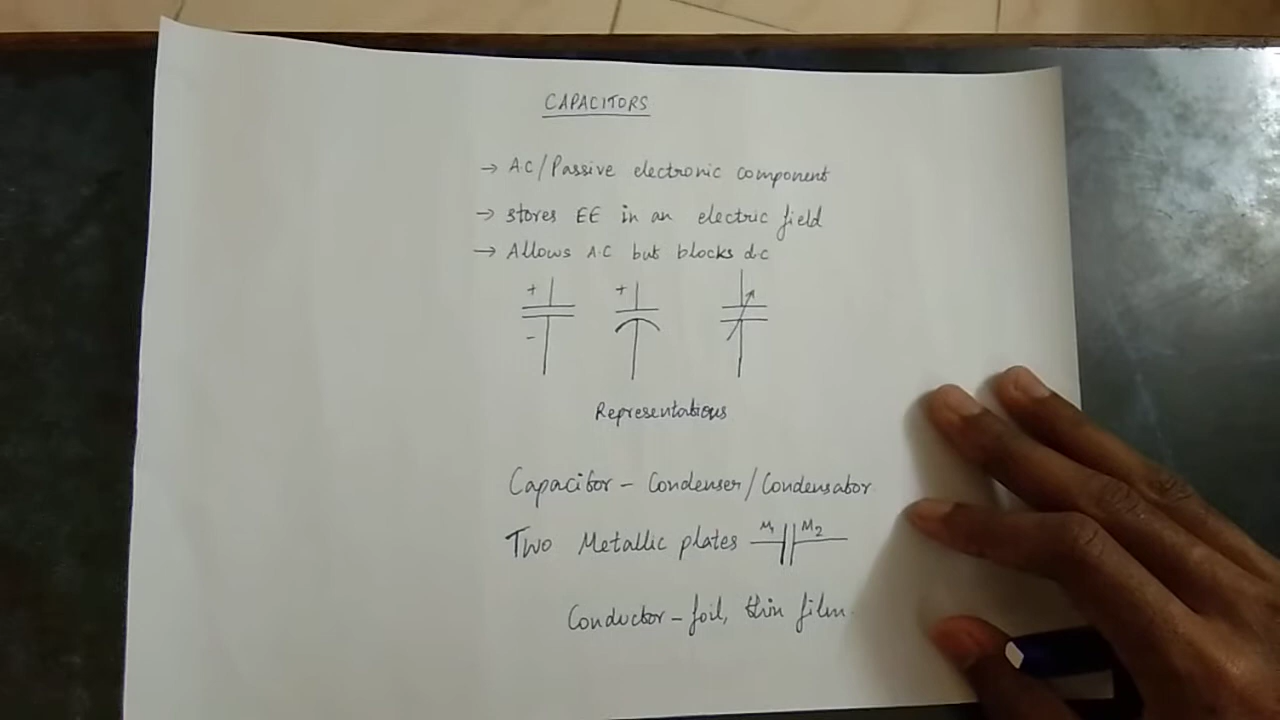 CAPACITORS
→ A.C/Passive electronic component
→ stores EE in an electric field
→ Allows A.C but blocks d.c
+ + 
-
Representations
Capacitor - Condenser/Condensator
Two Metallic plates M1 M2
Conductor - foil, thin film.